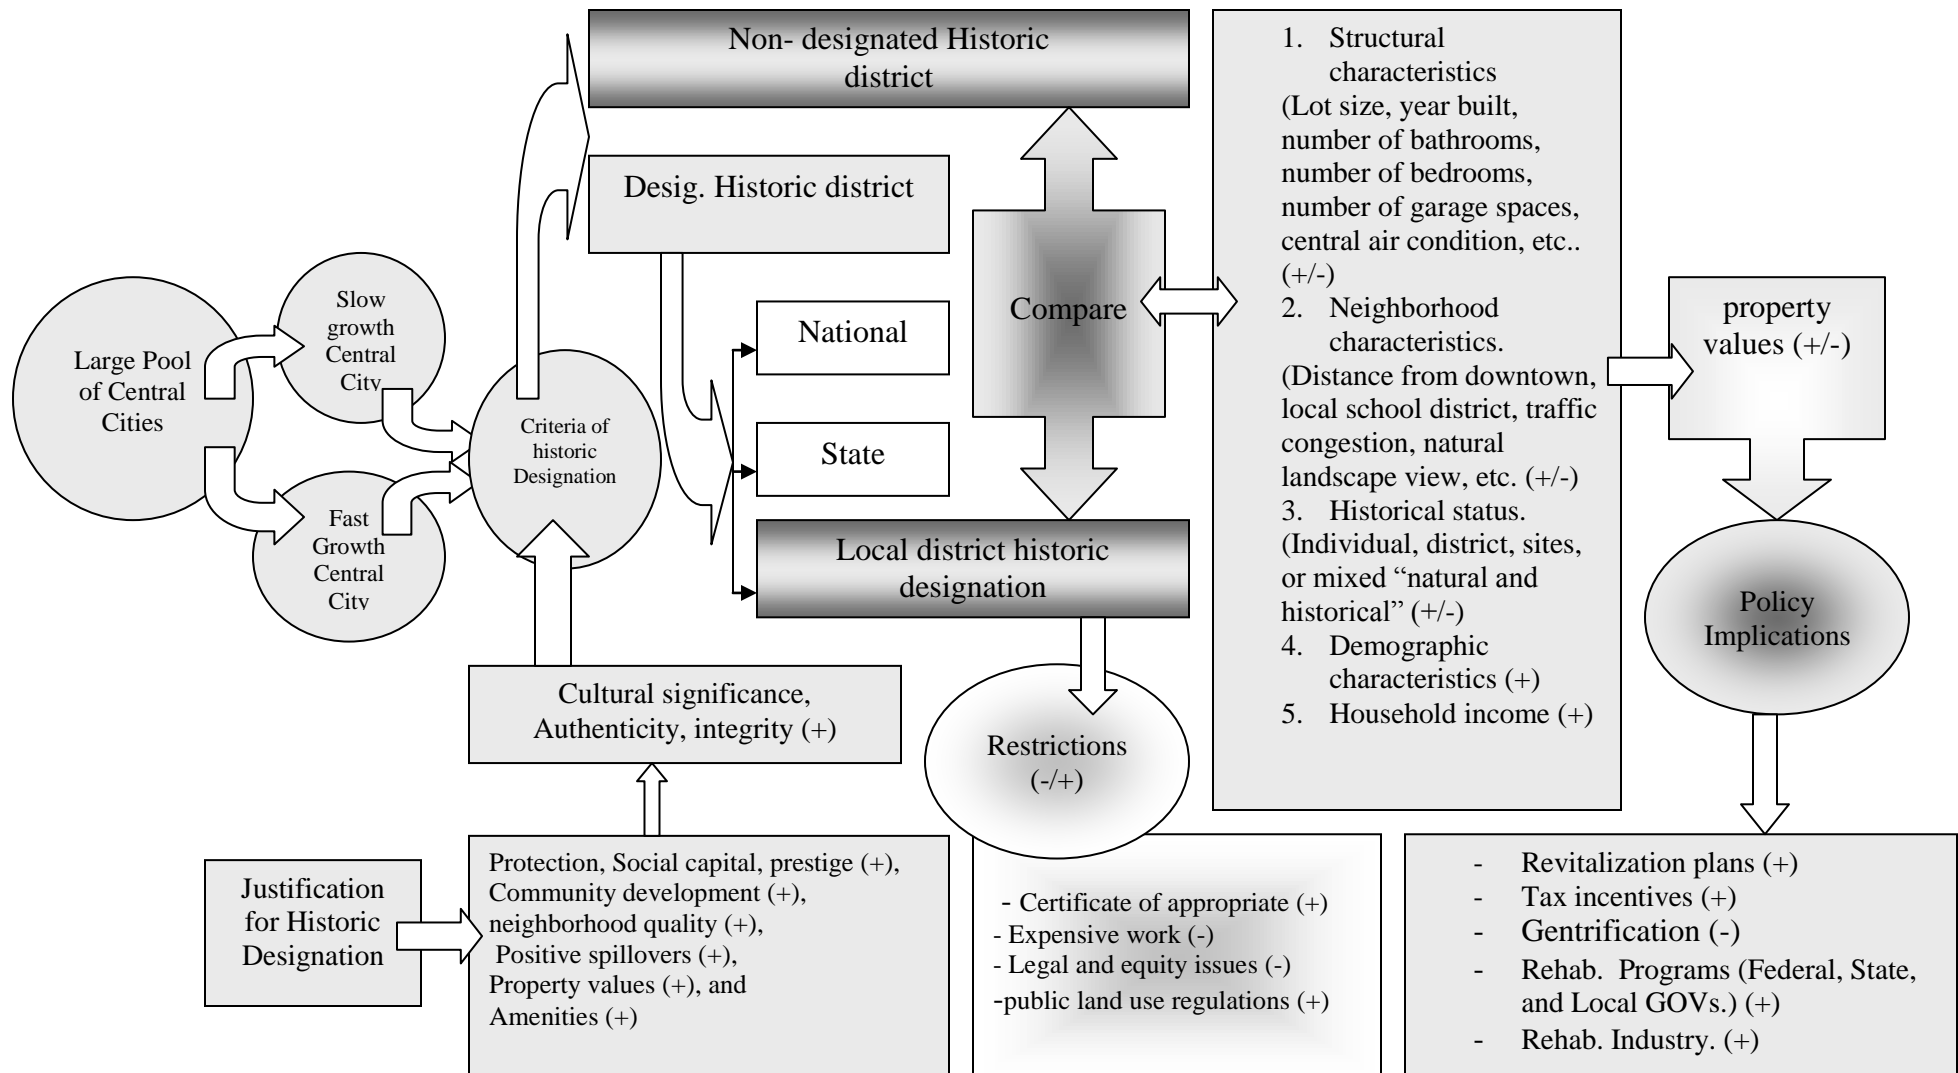 Non- designated Historic
district
Desig. Historic district
National
State
Local district historic
designation
Compare
Large Pool
of Central
Cities
Slow
growth
Central
City
Fast
Growth
Central
City
Criteria of
historic
Designation
Cultural significance,
Authenticity, integrity (+)
Justification
for Historic
Designation
Protection, Social capital, prestige (+),
Community development (+),
neighborhood quality (+),
Positive spillovers (+),
Property values (+), and
Amenities (+)
Restrictions
(-/+)
- Certificate of appropriate (+)
- Expensive work (-)
- Legal and equity issues (-)
-public land use regulations (+)
1. Structural
characteristics
(Lot size, year built,
number of bathrooms,
number of bedrooms,
number of garage spaces,
central air condition, etc..
(+/-)
2. Neighborhood
characteristics.
(Distance from downtown,
local school district, traffic
congestion, natural
landscape view, etc. (+/-)
3. Historical status.
(Individual, district, sites,
or mixed “natural and
historical” (+/-)
4. Demographic
characteristics (+)
5. Household income (+)
property
values (+/-)
Policy
Implications
- Revitalization plans (+)
- Tax incentives (+)
- Gentrification (-)
- Rehab. Programs (Federal, State,
and Local GOVs.) (+)
- Rehab. Industry. (+)